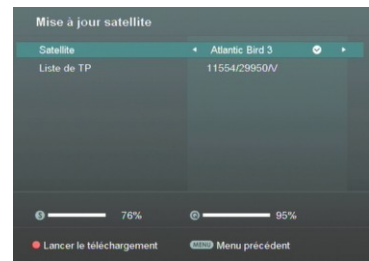 Mise à jour satellite
Satellite Atlantic Bird 3
Liste de TP 11554/29950/V
S 76% Q 95%
Lancer le téléchargement MENU Menu précédent